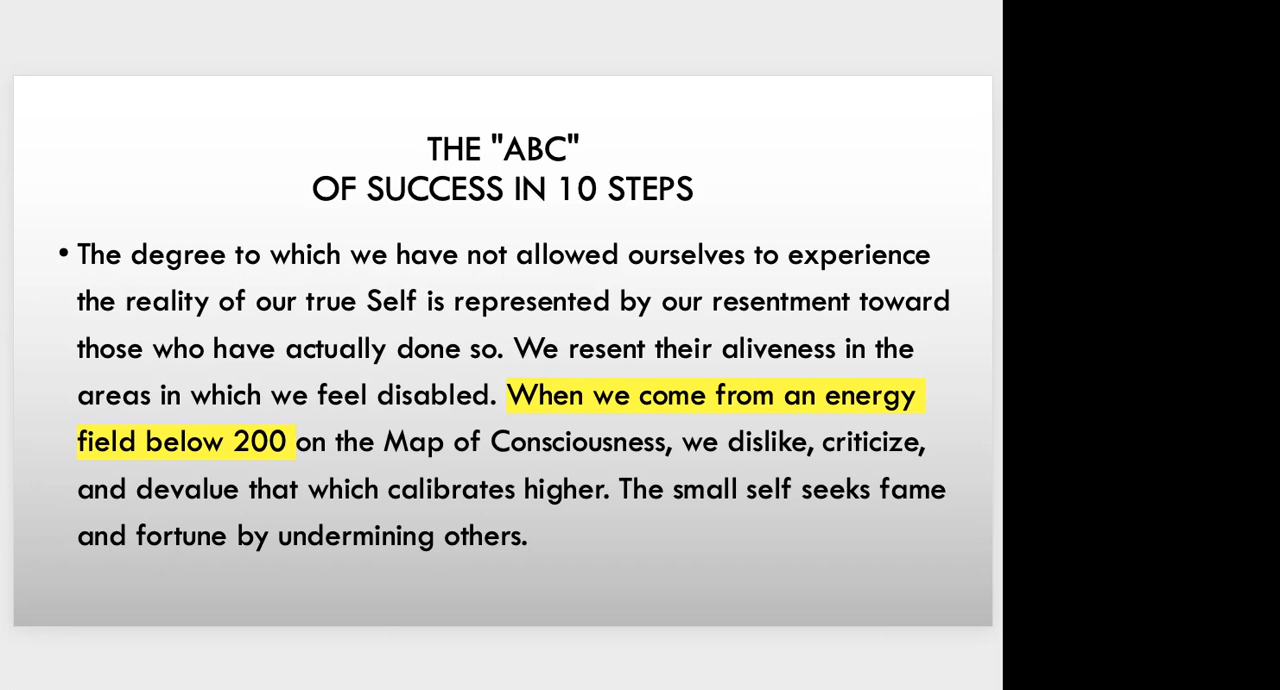 THE "ABC"
OF SUCCESS IN 10 STEPS
• The degree to which we have not allowed ourselves to experience
the reality of our true Self is represented by our resentment toward
those who have actually done so. We resent their aliveness in the
areas in which we feel disabled. When we come from an energy
field below 200 on the Map of Consciousness, we dislike, criticize,
and devalue that which calibrates higher. The small self seeks fame
and fortune by undermining others.